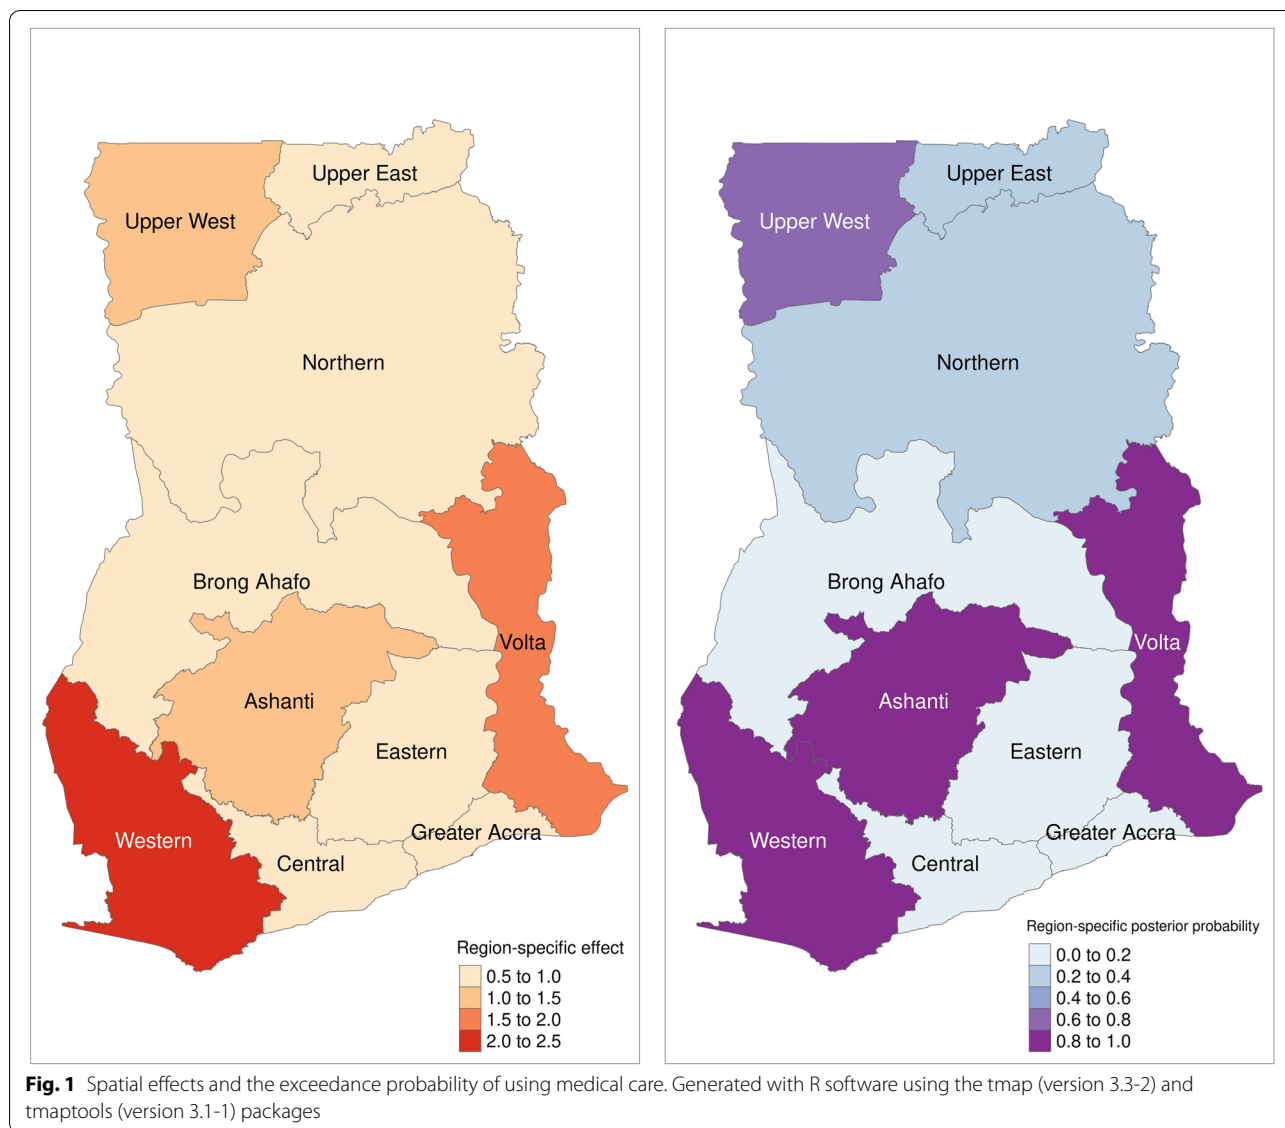 Upper East
Upper West
Northern
Brong Ahafo
Volta
Ashanti
Eastern
Greater Accra
Western
Central
Region-specific effect
0.5 to 1.0
1.0 to 1.5
1.5 to 2.0
2.0 to 2.5
Upper East
Upper West
Northern
Brong Ahafo
Volta
Ashanti
Eastern
Greater Accra
Western
Central
Region-specific posterior probability
0.0 to 0.2
0.2 to 0.4
0.4 to 0.6
0.6 to 0.8
0.8 to 1.0
Fig. 1 Spatial effects and the exceedance probability of using medical care. Generated with R software using the tmap (version 3.3-2) and
tmaptools (version 3.1-1) packages